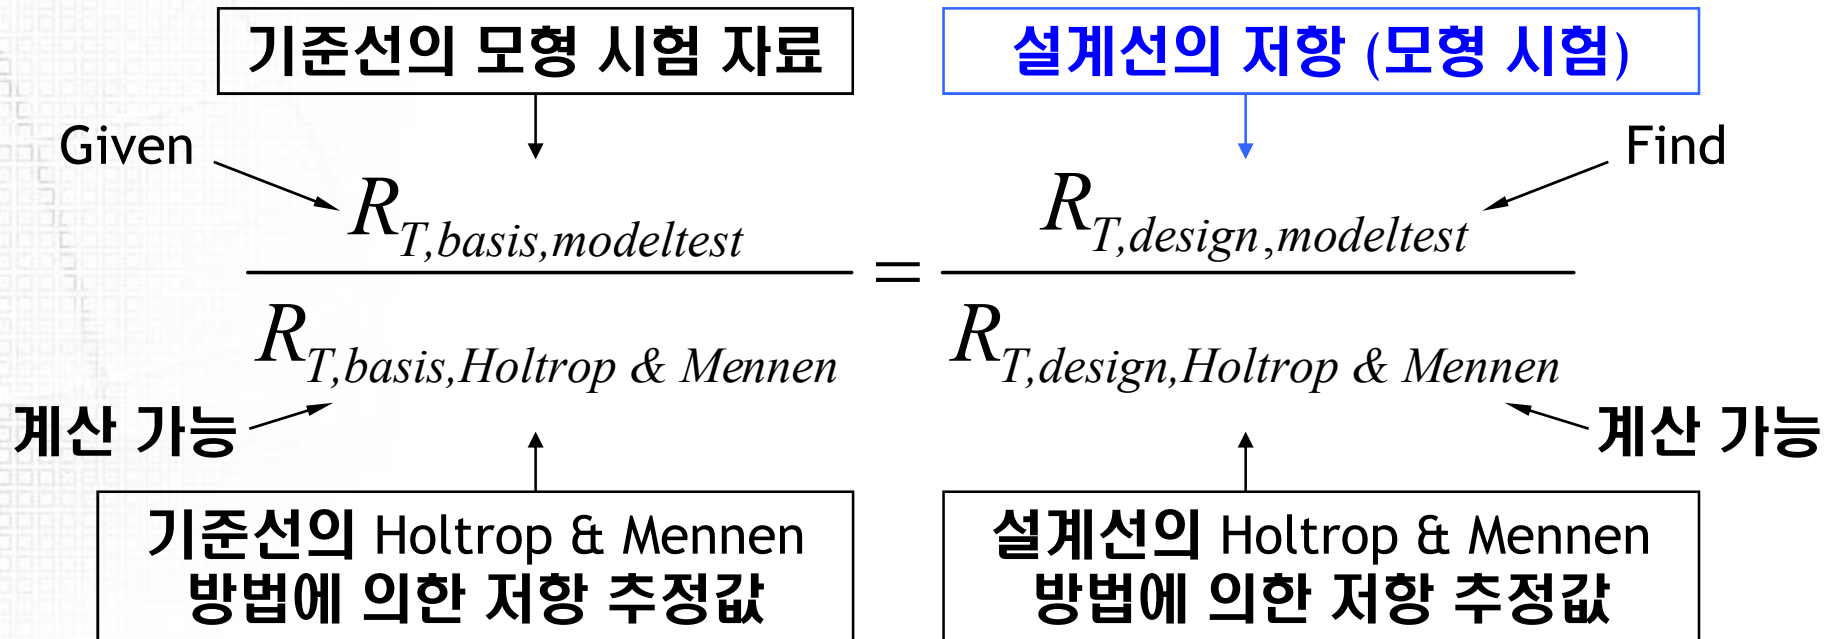 기준선의 모형 시험 자료
설계선의 저항 (모형 시험)
Given
Find
R_{T,basis,modeltest}
R_{T,design,modeltest}
=
R_{T,basis,Holtrop & Mennen}
R_{T,design,Holtrop & Mennen}
계산 가능
계산 가능
기준선의 Holtrop & Mennen
방법에 의한 저항 추정값
설계선의 Holtrop & Mennen
방법에 의한 저항 추정값